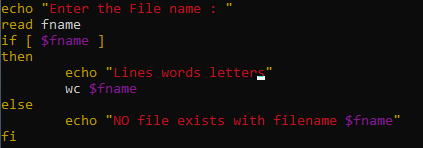 echo "Enter the File name : "
read fname
if [ $fname ]
then
        echo "Lines words letters"
        wc $fname
else
        echo "NO file exists with filename $fname"
fi